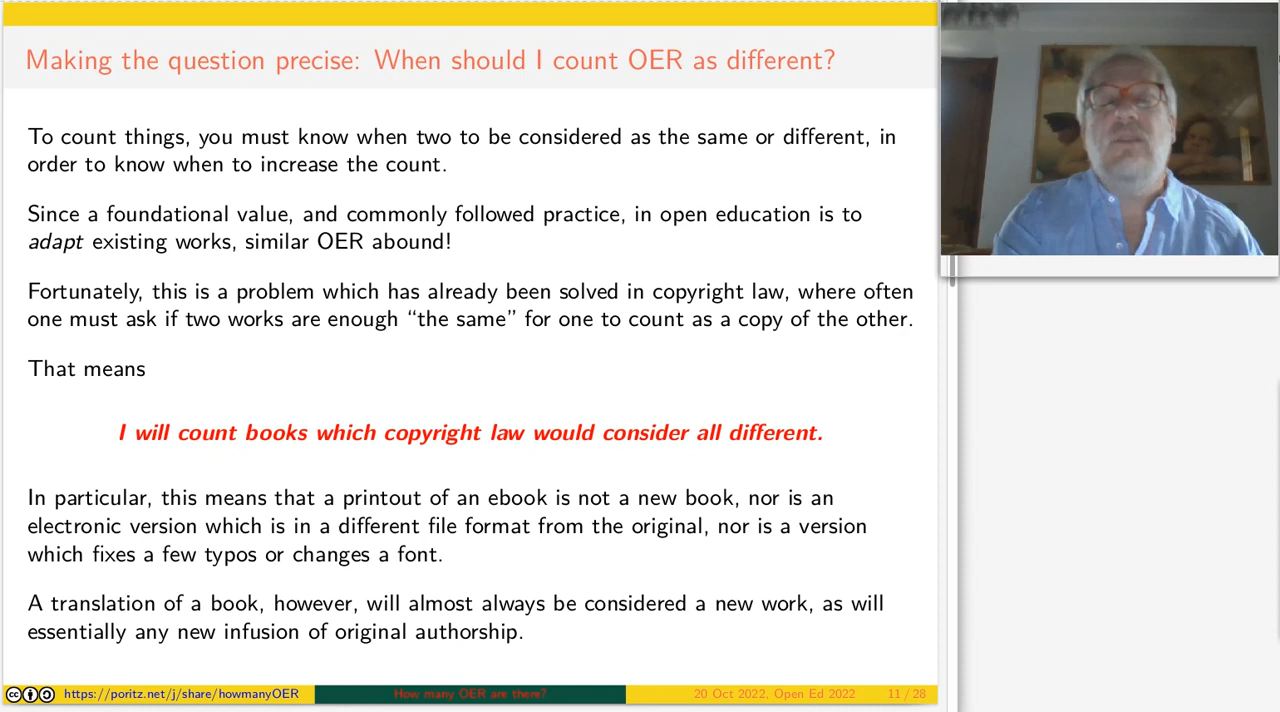 Making the question precise: When should I count OER as different?
To count things, you must know when two to be considered as the same or different, in
order to know when to increase the count.
Since a foundational value, and commonly followed practice, in open education is to
adapt existing works, similar OER abound!
Fortunately, this is a problem which has already been solved in copyright law, where often
one must ask if two works are enough “the same” for one to count as a copy of the other.
That means
I will count books which copyright law would consider all different.
In particular, this means that a printout of an ebook is not a new book, nor is an
electronic version which is in a different file format from the original, nor is a version
which fixes a few typos or changes a font.
A translation of a book, however, will almost always be considered a new work, as will
essentially any new infusion of original authorship.
cc https://poritz.net/j/share/howmanyOER How many OER are there? 20 Oct 2022, Open Ed 2022 11 / 28